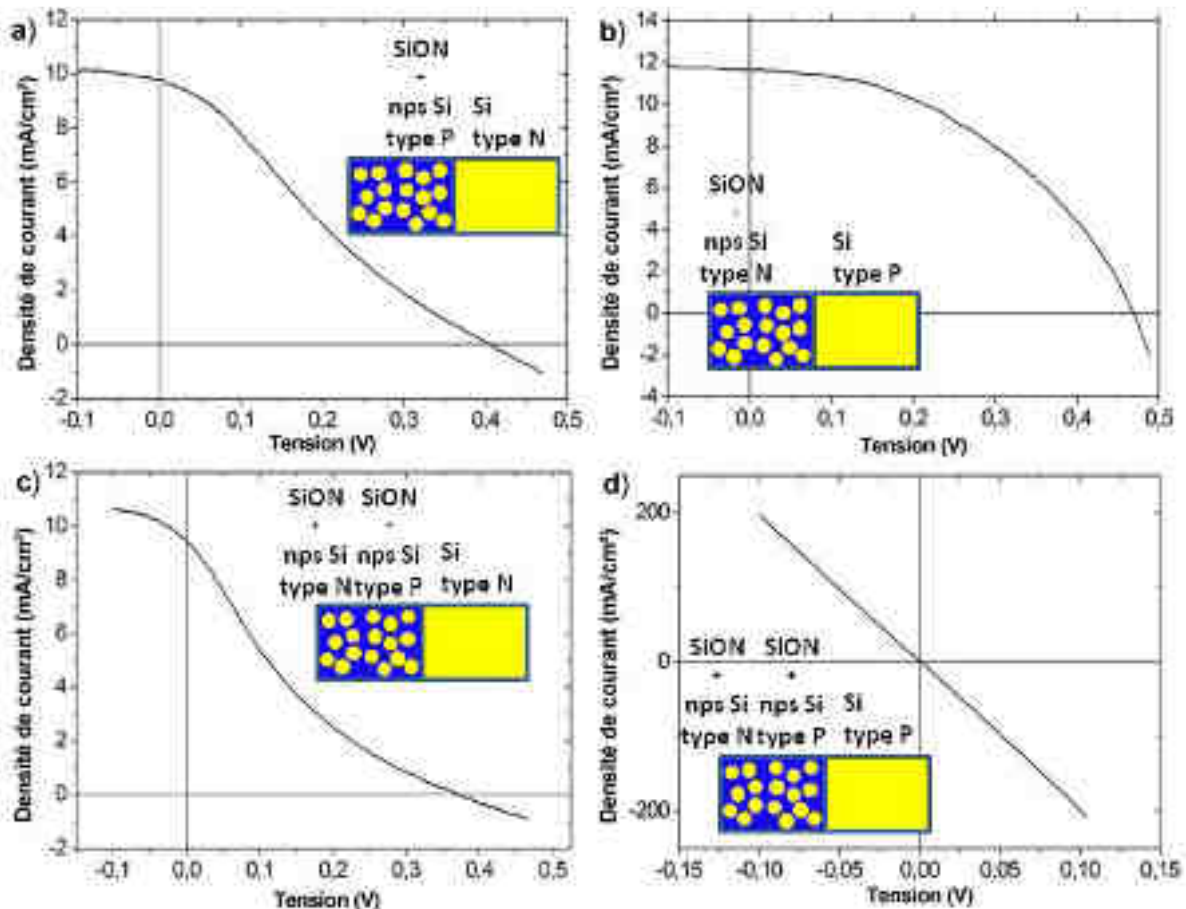 a)
Densité de courant (mA/cm²)
12
10
8
6
4
2
0
-2
-0,1
0,0
0,1
0,2
0,3
0,4
0,5
Tension (V)
SiON
+
nps Si Si
type P type N
b)
Densité de courant (mA/cm²)
14
12
10
8
6
4
2
0
-2
-4
-0,1
0,0
0,1
0,2
0,3
0,4
0,5
Tension (V)
SiON
+
nps Si Si
type N type P
c)
Densité de courant (mA/cm²)
12
10
8
6
4
2
0
-2
-0,1
0,0
0,1
0,2
0,3
0,4
0,5
Tension (V)
SiON SiON
+ +
nps Si nps Si Si
type N type P type N
d)
Densité de courant (mA/cm²)
200
0
-200
-0,15
-0,10
-0,05
0,00
0,05
0,10
0,15
Tension (V)
SiON SiON
+ +
nps Si nps Si Si
type N type P type P